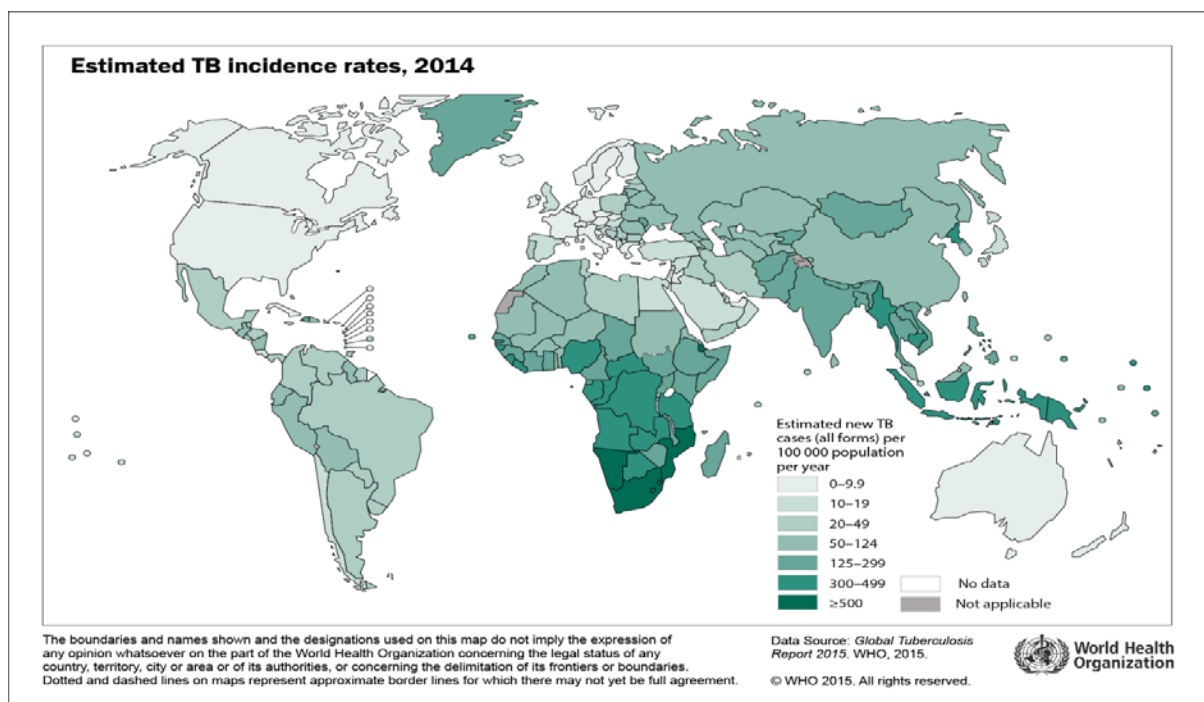 Estimated TB incidence rates, 2014
Estimated new TB
cases (all forms) per
100 000 population
per year
0–9.9
10–19
20–49
50–124
125–299
300–499
≥500
No data
Not applicable
The boundaries and names shown and the designations used on this map do not imply the expression of
any opinion whatsoever on the part of the World Health Organization concerning the legal status of any
country, territory, city or area or of its authorities, or concerning the delimitation of its frontiers or boundaries.
Dotted and dashed lines on maps represent approximate border lines for which there may not yet be full agreement.
Data Source: Global Tuberculosis
Report 2015. WHO, 2015.
© WHO 2015. All rights reserved.
World Health
Organization